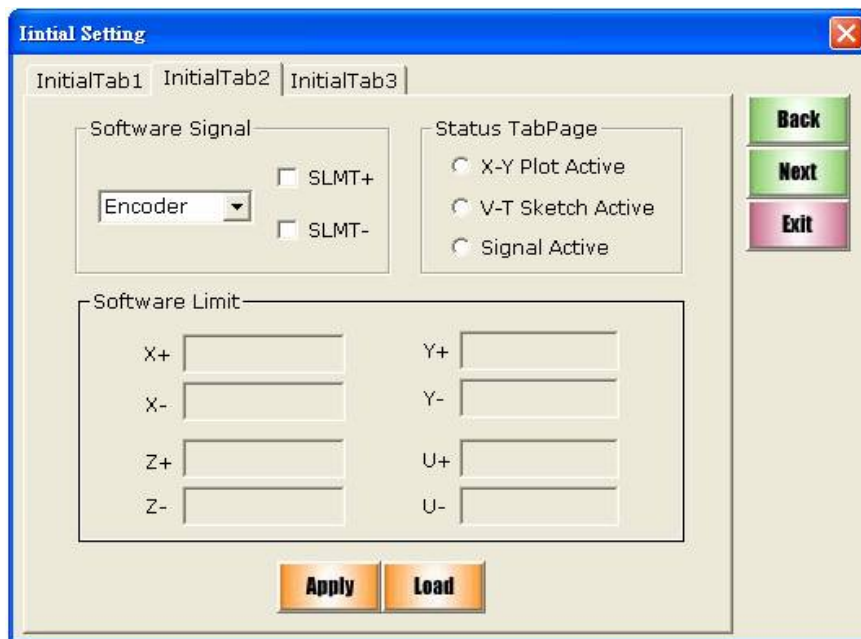 Iintial Setting
InitialTab1 InitialTab2 InitialTab3
Software Signal
Encoder
SLMT+
SLMT-
Status TabPage
X-Y Plot Active
V-T Sketch Active
Signal Active
Back
Next
Exit
Software Limit
X+
Y+
X-
Y-
Z+
U+
Z-
U-
Apply
Load